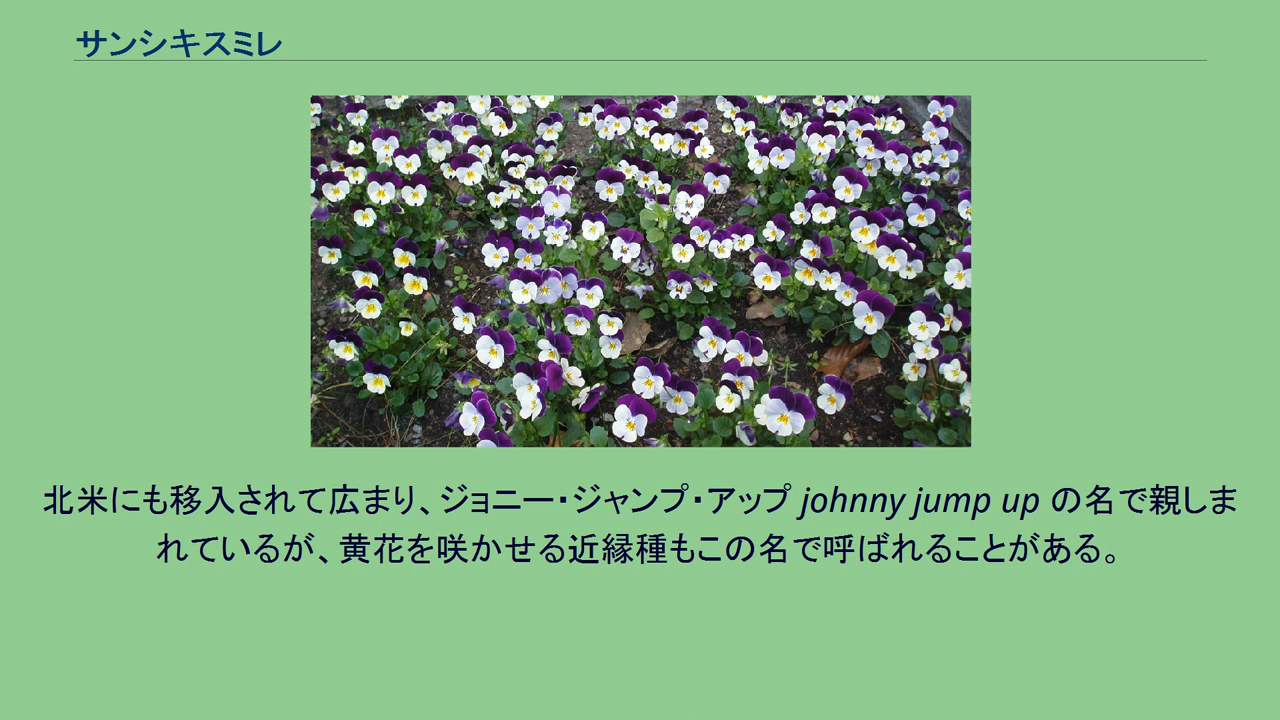 サンシキスミレ
北米にも移入されて広まり、ジョニー・ジャンプ・アップ johnny jump up の名で親しま
れているが、黄花を咲かせる近縁種もこの名で呼ばれることがある。